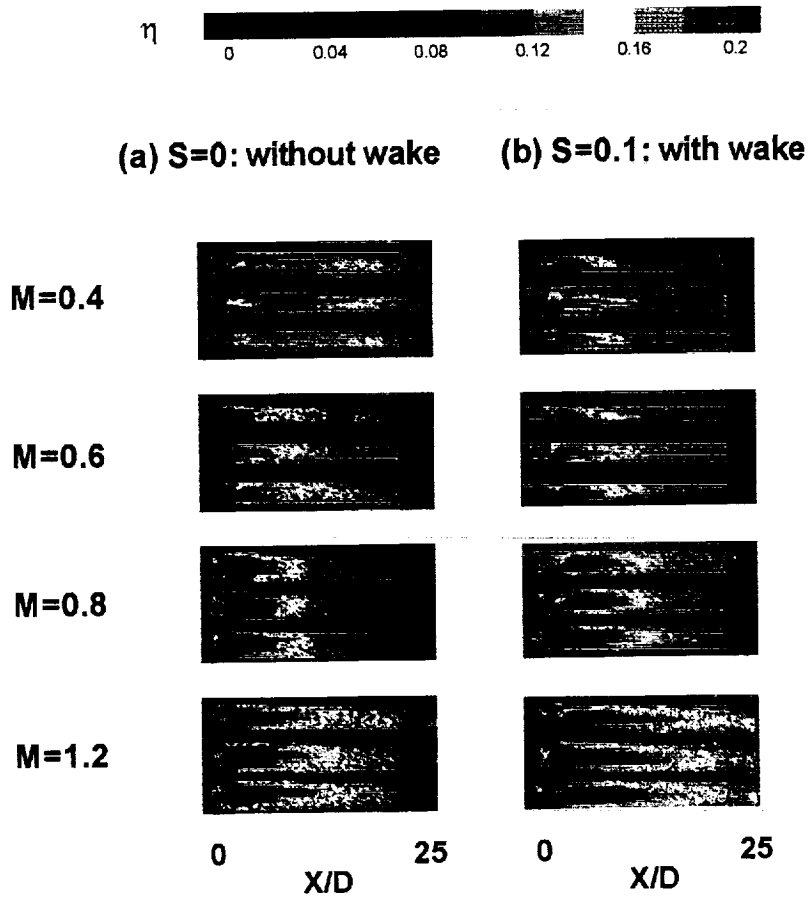 η
0 0.04 0.08 0.12 0.16 0.2
(a) S=0: without wake (b) S=0.1: with wake
M=0.4
M=0.6
M=0.8
M=1.2
0 25 0 25
X/D X/D